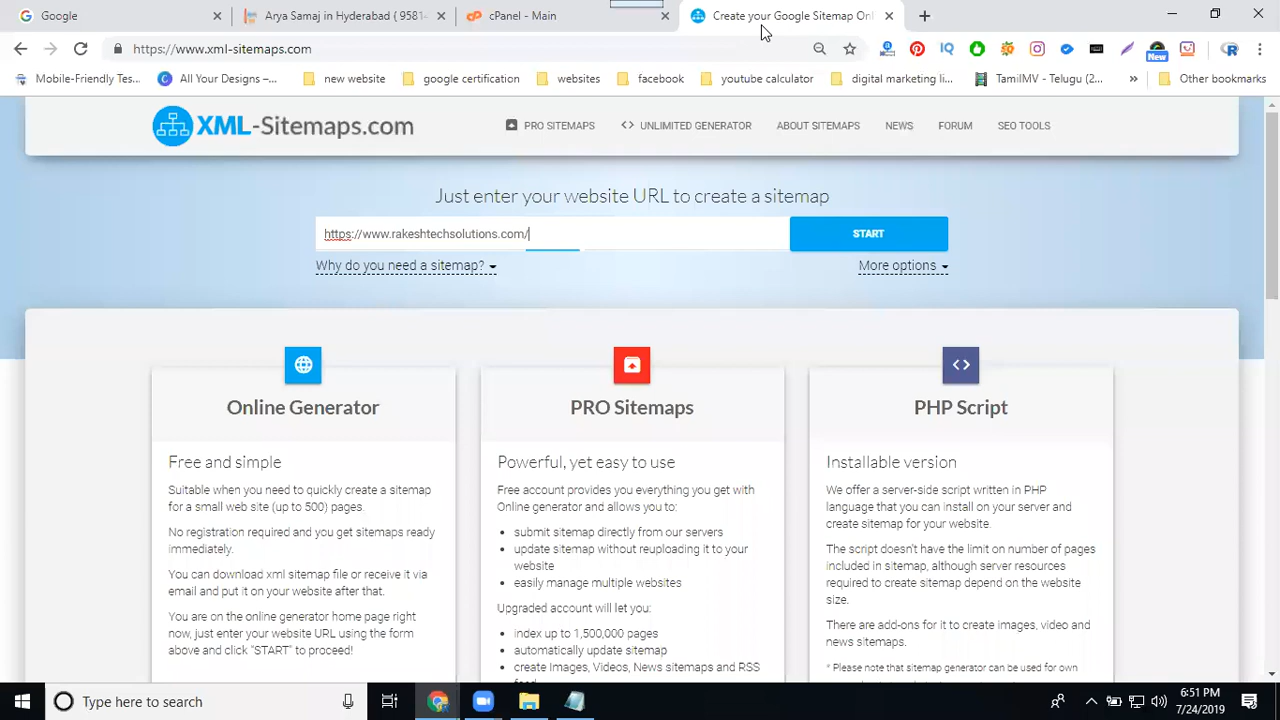 Google
Arya Samaj in Hyderabad ( 9581
cPanel - Main
Create your Google Sitemap Onl
https://www.xml-sitemaps.com
New
Mobile-Friendly Tes...
All Your Designs –...
new website
google certification
websites
facebook
youtube calculator
digital marketing li...
TamilMV - Telugu (2...
Other bookmarks
XML-Sitemaps.com
PRO SITEMAPS
UNLIMITED GENERATOR
ABOUT SITEMAPS
NEWS
FORUM
SEO TOOLS
Just enter your website URL to create a sitemap
https://www.rakeshtechsolutions.com/
START
Why do you need a sitemap?
More options
Online Generator
Free and simple
Suitable when you need to quickly create a sitemap
for a small web site (up to 500) pages.
No registration required and you get sitemaps ready
immediately.
You can download xml sitemap file or receive it via
email and put it on your website after that.
You are on the online generator home page right
now, just enter your website URL using the form
above and click "START" to proceed!
PRO Sitemaps
Powerful, yet easy to use
Free account provides you everything you get with
Online generator and allows you to:
submit sitemap directly from our servers
update sitemap without reuploading it to your
website
easily manage multiple websites
Upgraded account will let you:
index up to 1,500,000 pages
automatically update sitemap
create Images, Videos, News sitemaps and RSS
PHP Script
Installable version
We offer a server-side script written in PHP
language that you can install on your server and
create sitemap for your website.
The script doesn't have the limit on number of pages
included in sitemap, although server resources
required to create sitemap depend on the website
size.
There are add-ons for it to create images, video and
news sitemaps.
* Please note that sitemap generator can be used for own
Type here to search
6:51 PM
7/24/2019